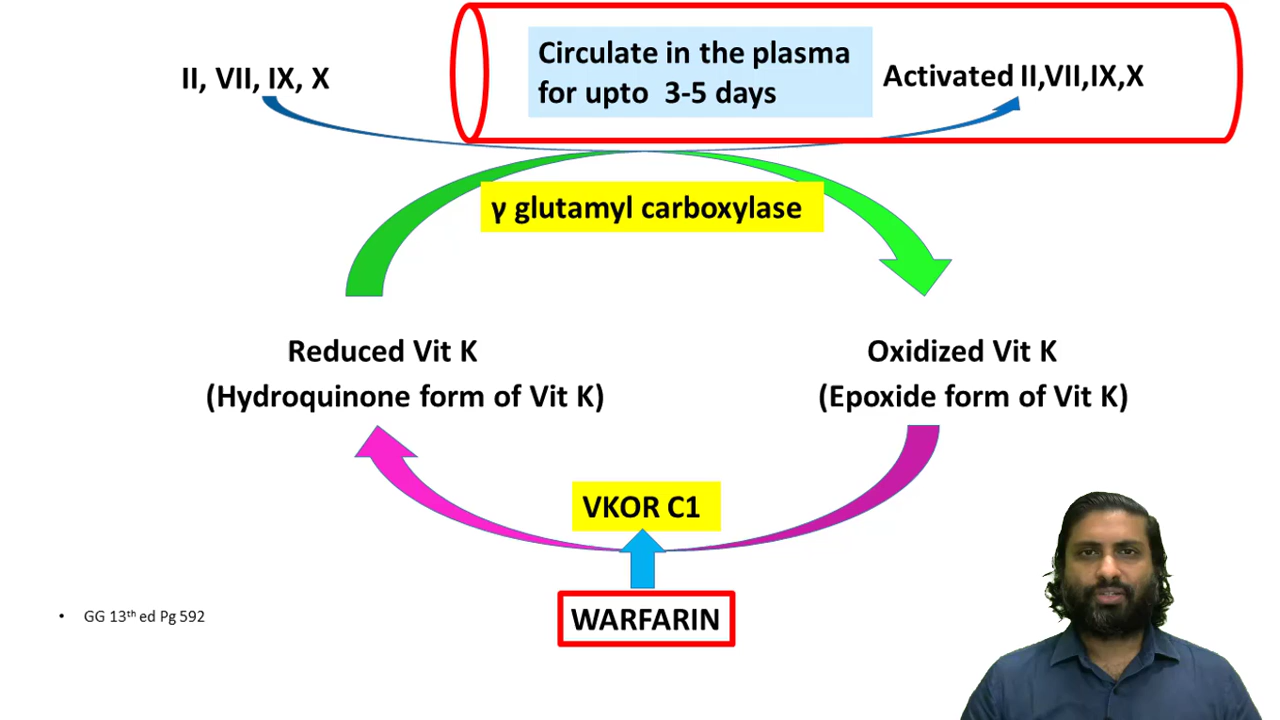 II, VII, IX, X
Circulate in the plasma
for upto 3-5 days
Activated II,VII,IX,X
γ glutamyl carboxylase
Reduced Vit K
(Hydroquinone form of Vit K)
Oxidized Vit K
(Epoxide form of Vit K)
VKOR C1
WARFARIN
• GG 13th ed Pg 592